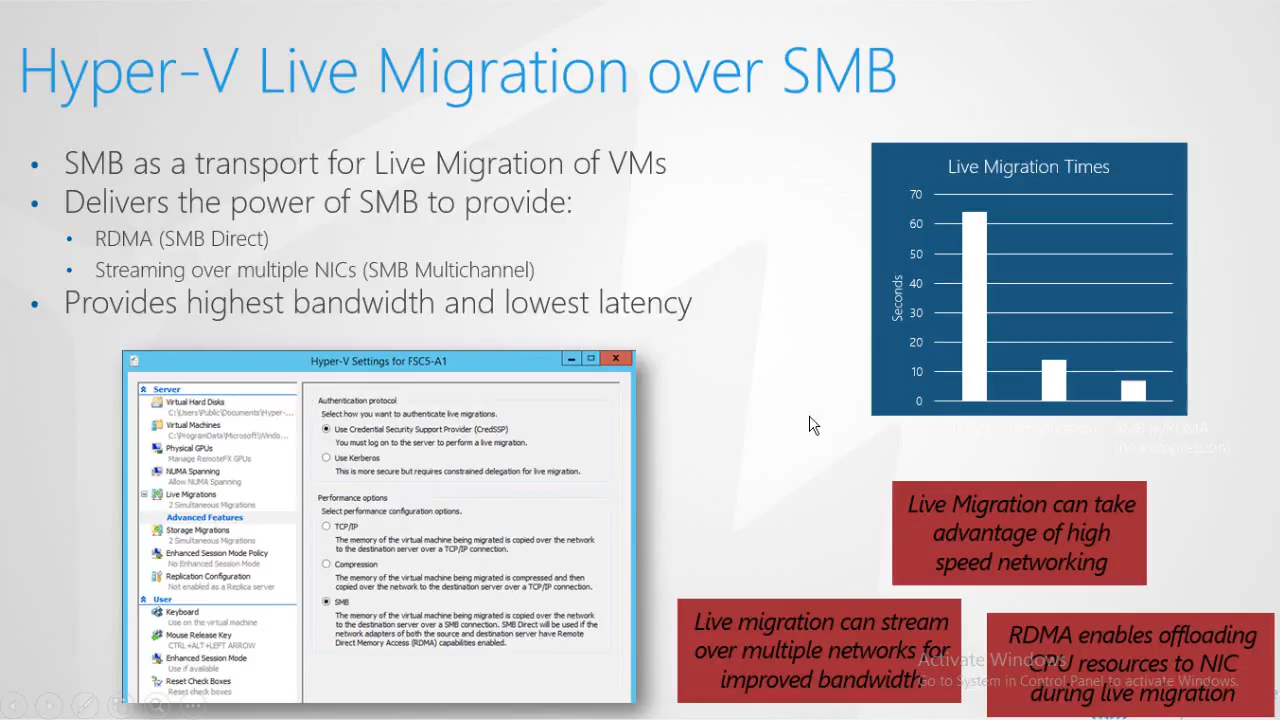 Hyper-V Live Migration over SMB
• SMB as a transport for Live Migration of VMs
• Delivers the power of SMB to provide:
• RDMA (SMB Direct)
• Streaming over multiple NICs (SMB Multichannel)
• Provides highest bandwidth and lowest latency
Live Migration Times
70
60
50
40
30
20
10
0
Seconds
SMB w/RDMA
Hyper-V Settings for FSC5-A1
Server
Virtual Hard Disks
C:\Users\Public\Documents\Hyper-...
Virtual Machines
C:\ProgramData\Microsoft\Windo...
Physical GPUs
Manage RemoteFX GPUs
NUMA Spanning
Allow NUMA Spanning
Live Migrations
2 Simultaneous Migrations
Advanced Features
Storage Migrations
2 Simultaneous Migrations
Enhanced Session Mode Policy
No Enhanced Session Mode
Replication Configuration
Not enabled as a Replica server
User
Keyboard
Use on the virtual machine
Mouse Release Key
CTRL+ALT+LEFT ARROW
Enhanced Session Mode
Use if available
Reset Check Boxes
Reset check boxes
Authentication protocol
Select how you want to authenticate live migrations.
Use Credential Security Support Provider (CredSSP)
You must log on to the server to perform a live migration.
Use Kerberos
This is more secure but requires constrained delegation for live migration.
Performance options
Select performance configuration options.
TCP/IP
The memory of the virtual machine being migrated is copied over the network
to the destination server over a TCP/IP connection.
Compression
The memory of the virtual machine being migrated is compressed and then
copied over the network to the destination server over a TCP/IP connection.
SMB
The memory of the virtual machine being migrated is copied over the network
to the destination server over a SMB connection. SMB Direct will be used if the
network adapters of both the source and destination server have Remote
Direct Memory Access (RDMA) capabilities enabled.
Live Migration can take
advantage of high
speed networking
Live migration can stream
over multiple networks for
improved bandwidth
RDMA enables offloading
CPU resources to NIC
during live migration
Activate Windows
Go to System in Control Panel to activate Windows.